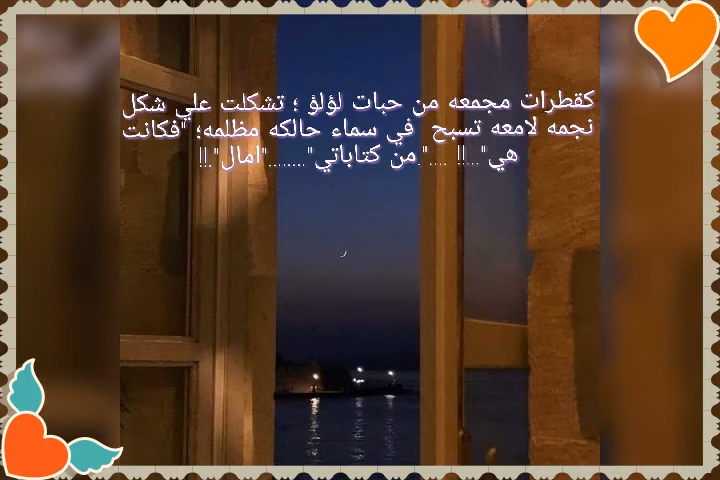 كقطرات مجمعه من حبات لؤلؤ ؛ تشكلت علي شكل
نجمه لامعه تسبح في سماء حالكه مظلمه؛ "فكانت
هي"...!! ....".من كتاباتي"........"امال".!!